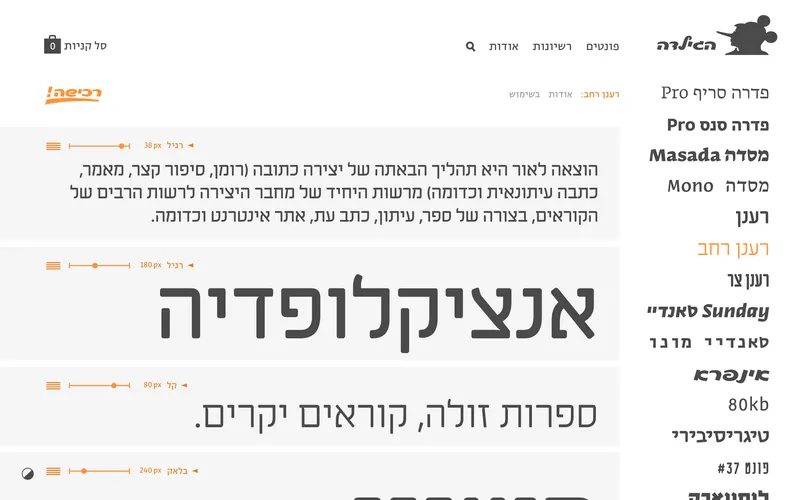 הגילדה
פונטים רשיונות אודות
סל קניות 0
רענן רחב: אודות בשימוש
רכישה!
רגיל 38 px
הוצאה לאור היא תהליך הבאתה של יצירה כתובה (רומן, סיפור קצר, מאמר,
כתבה עיתונאית וכדומה) מרשות היחיד של מחבר היצירה לרשות הרבים של
הקוראים, בצורה של ספר, עיתון, כתב עת, אתר אינטרנט וכדומה.
רגיל 180 px
אנציקלופדיה
קל 80 px
ספרות זולה, קוראים יקרים.
בלאק 240 px
פדרה סריף Pro
פדרה סנס Pro
מסדה Masada
מסדה Mono
רענן
רענן רחב
רענן צר
סאנדיי Sunday
סאנדיי מונו
אינפרא
80kb
טיגריסיבירי
פונט 37#